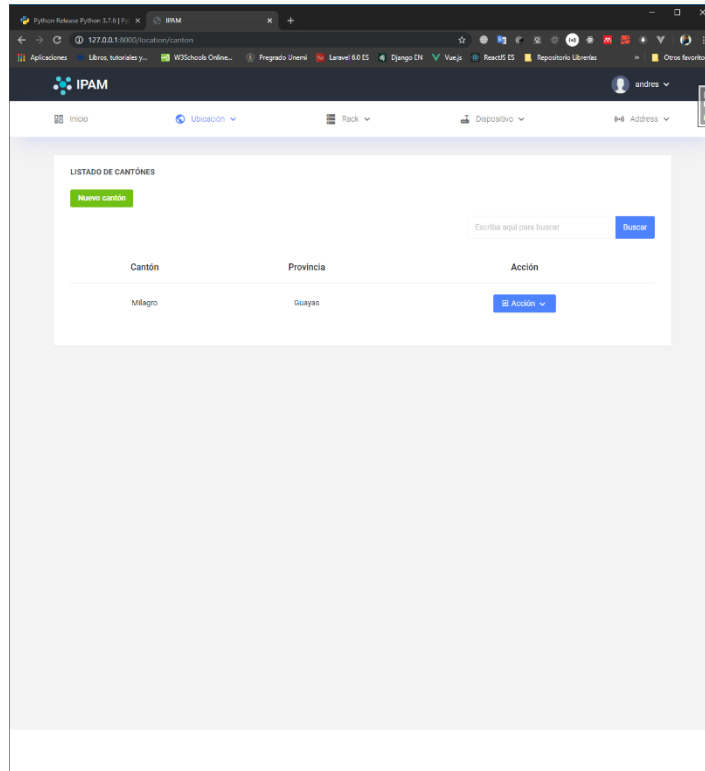 Python Release Python 3.7.6 | Py
IPAM
127.0.0.1:8000/location/canton
Aplicaciones
Libros, tutoriales y...
W3Schools Online...
Pregrado Unemi
Laravel 6.0 ES
Django EN
Vue.js
ReactJS ES
Repositorio Librerías
»
Otros favorito
IPAM
andres
Inicio
Ubicación
Rack
Dispositivo
Address
LISTADO DE CANTÓNES
Nuevo cantón
Escriba aquí para buscar
Buscar
Cantón Provincia Acción
Milagro Guayas Acción